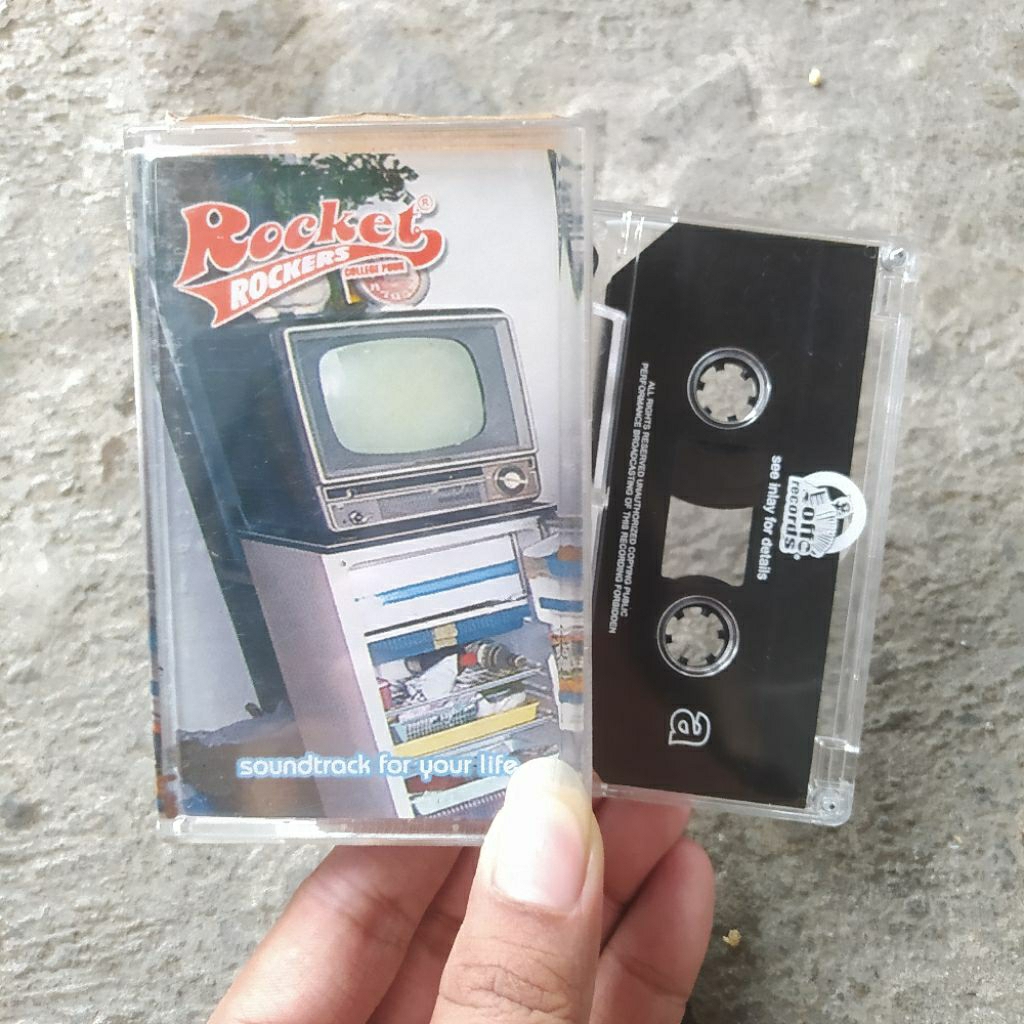 Rocket®
ROCKERS
COLLEGE PUNK
soundtrack for your life
ALL RIGHTS RESERVED UNAUTHORIZED COPYING PUBLIC
PERFORMANCE BROADCASTING OF THIS RECORDING FORBIDDEN
see inlay for details
records
a